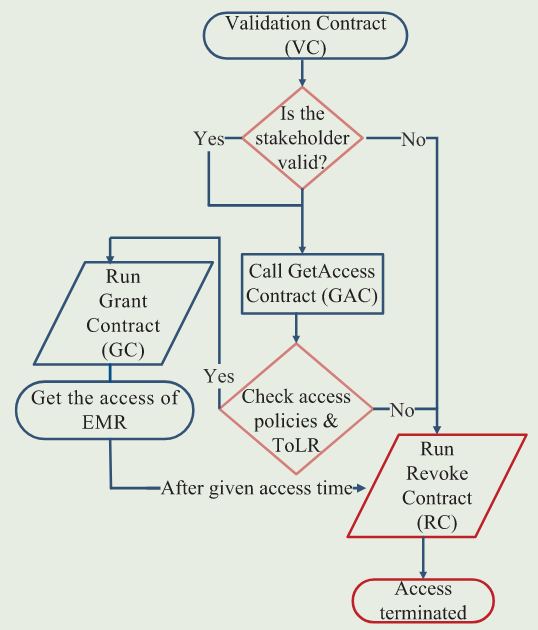 Validation Contract
(VC)
Is the
stakeholder
valid?
Yes
No
Call GetAccess
Contract (GAC)
Run
Grant
Contract
(GC)
Yes
Check access
policies &
ToLR
No
Get the access of
EMR
After given access time
Run
Revoke
Contract
(RC)
Access
terminated